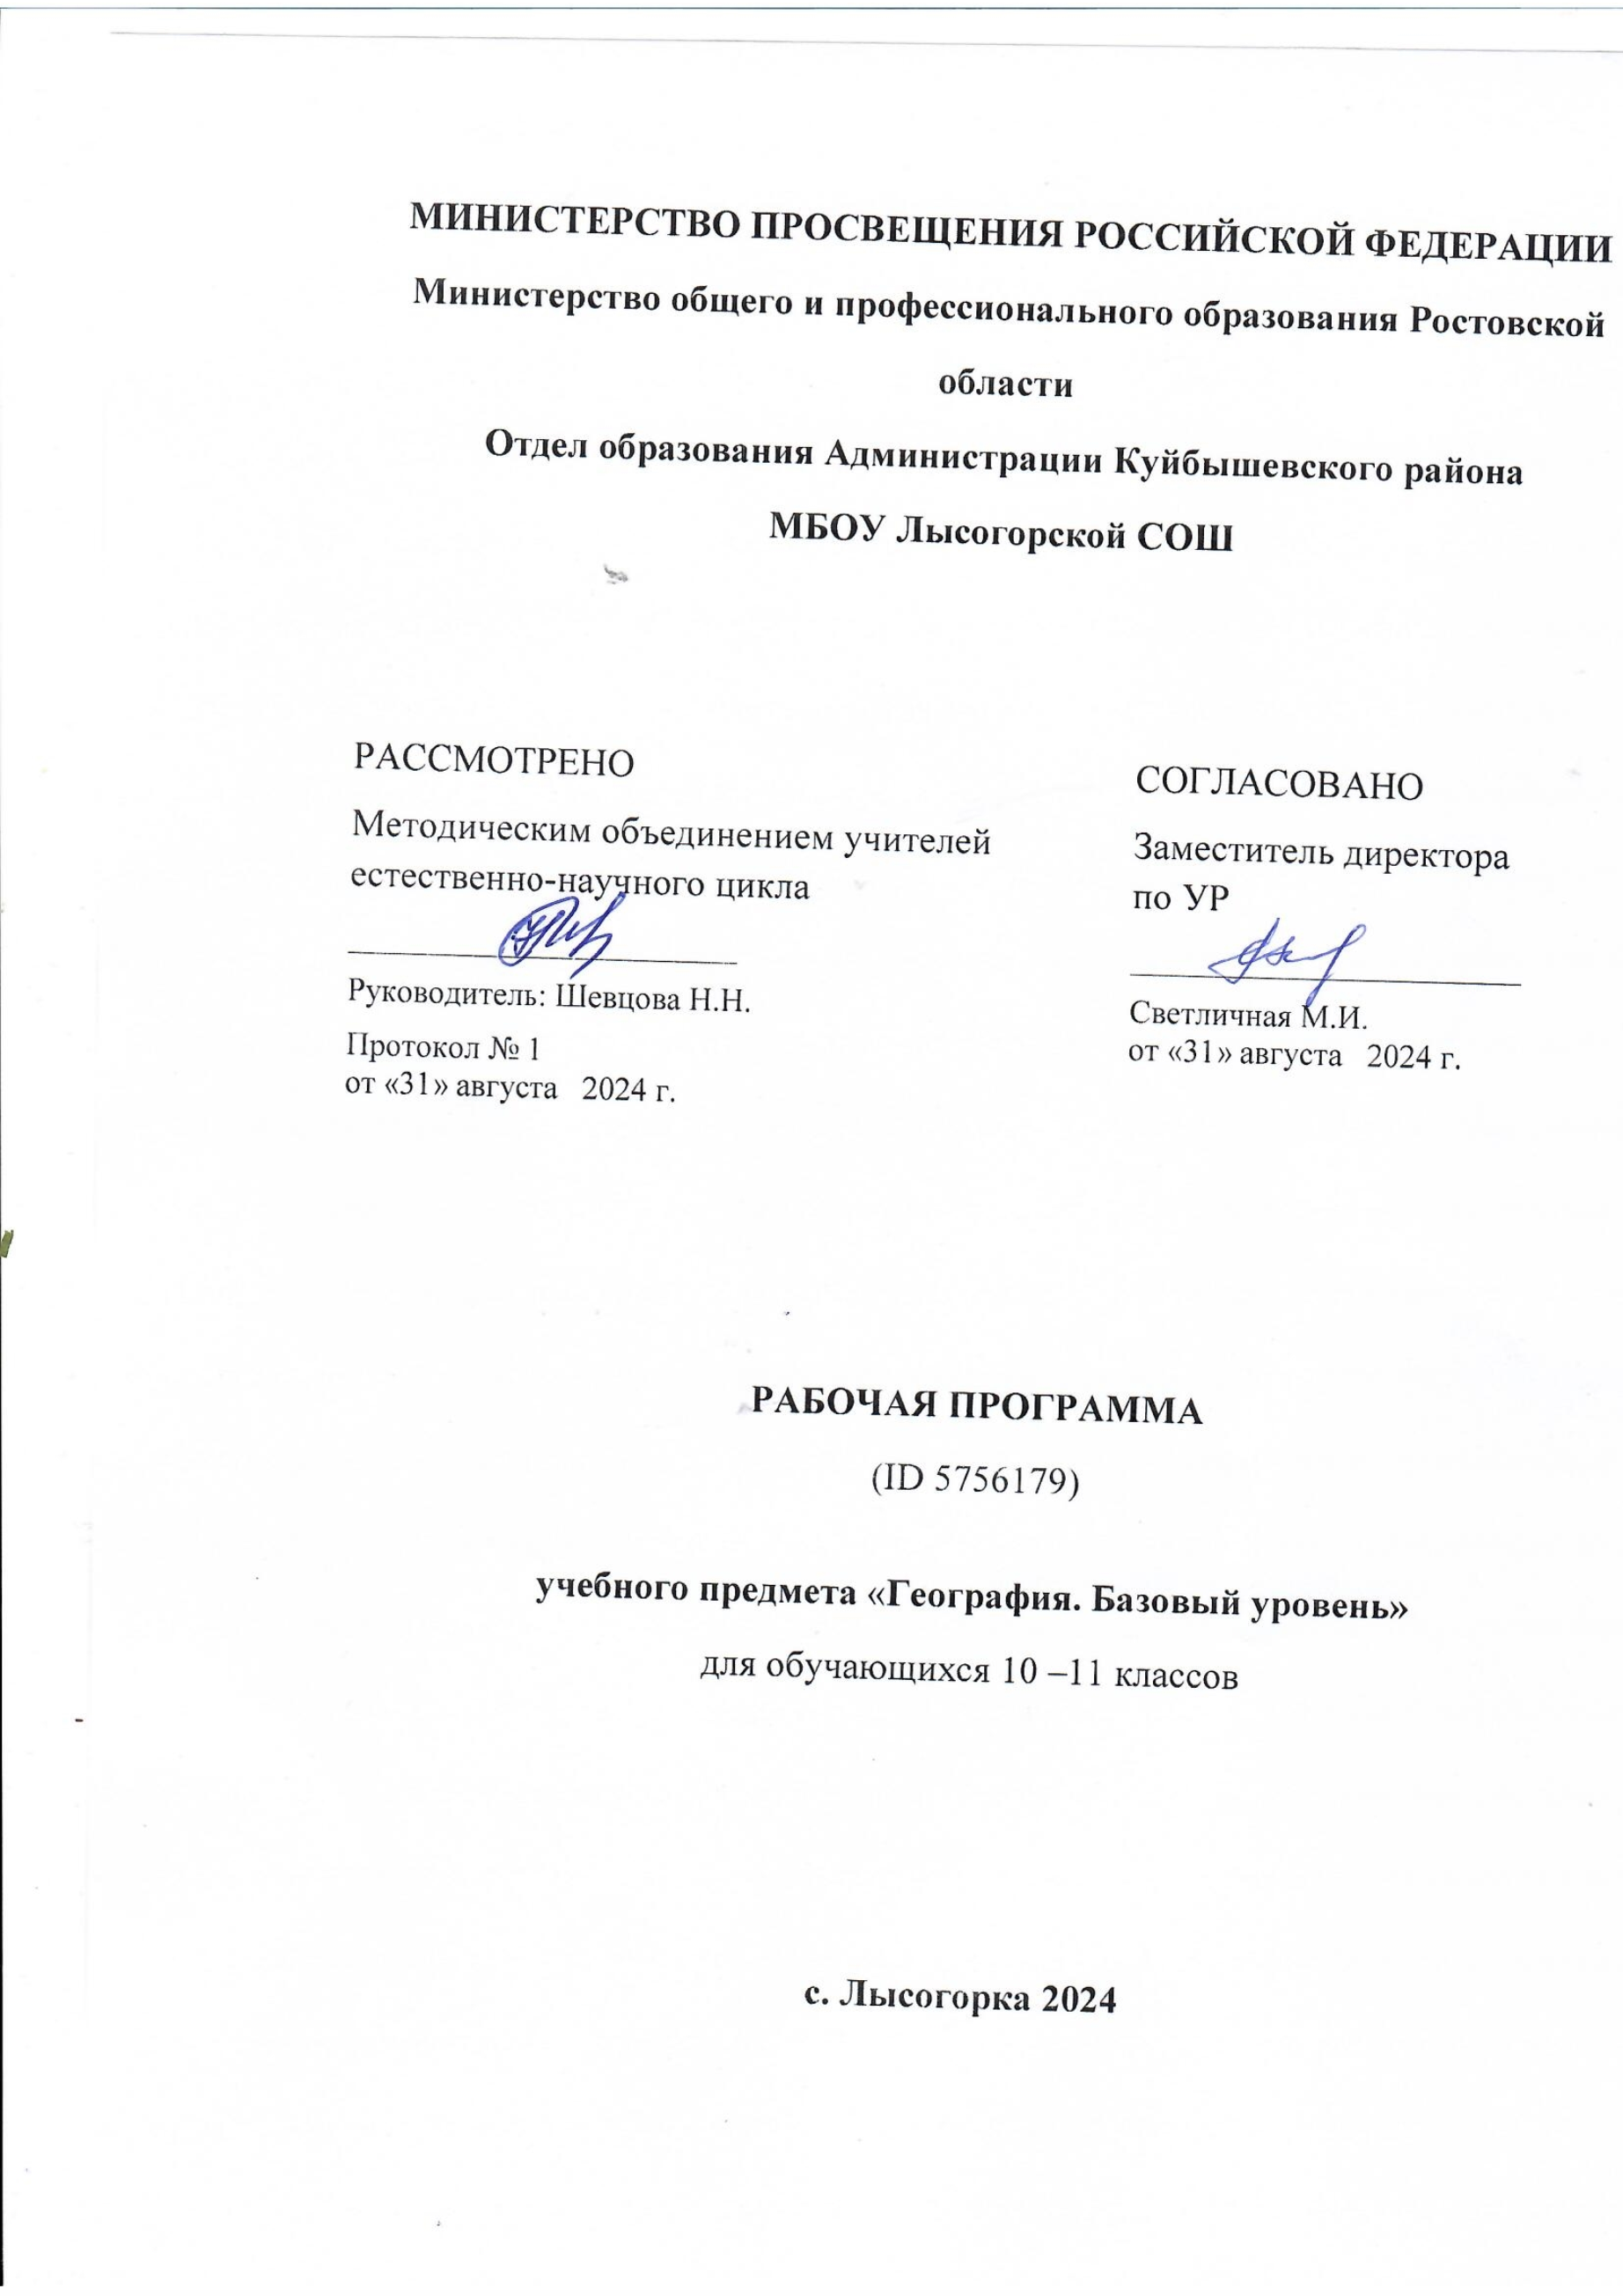 МИНИСТЕРСТВО ПРОСВЕЩЕНИЯ РОССИЙСКОЙ ФЕДЕРАЦИИ
Министерство общего и профессионального образования Ростовской
области
Отдел образования Администрации Куйбышевского района
МБОУ Лысогорской СОШ
РАССМОТРЕНО
Методическим объединением учителей
естественно-научного цикла
Руководитель: Шевцова Н.Н.
Протокол № 1
от «31» августа 2024 г.
СОГЛАСОВАНО
Заместитель директора
по УР
Светличная М.И.
от «31» августа 2024 г.
РАБОЧАЯ ПРОГРАММА
(ID 5756179)
учебного предмета «География. Базовый уровень»
для обучающихся 10 –11 классов
с. Лысогорка 2024